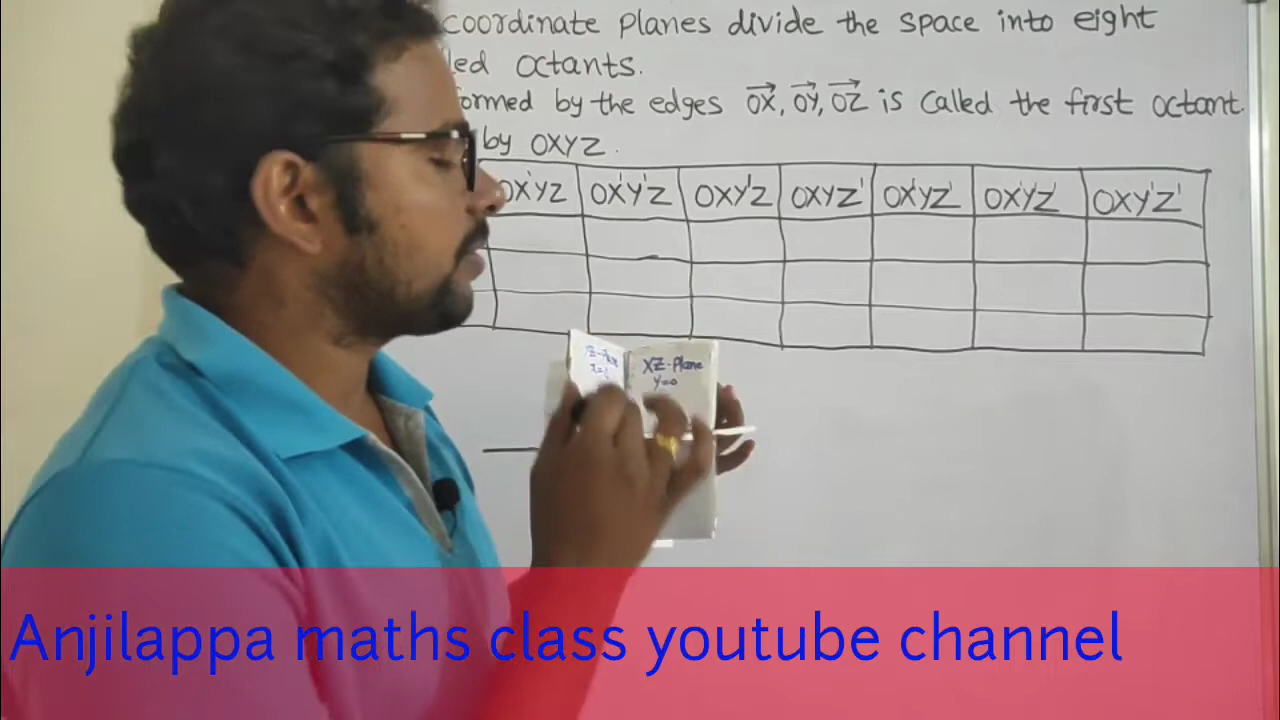 coordinate planes divide the space into eight
led octants.
formed by the edges OX, OY, OZ is called the first octant
by OXYZ.
OX'YZ OX'Y'Z OXY'Z OXYZ' OX'YZ' OX'Y'Z' OXY'Z'
XZ-Plane
Y=0
Anjilappa maths class youtube channel